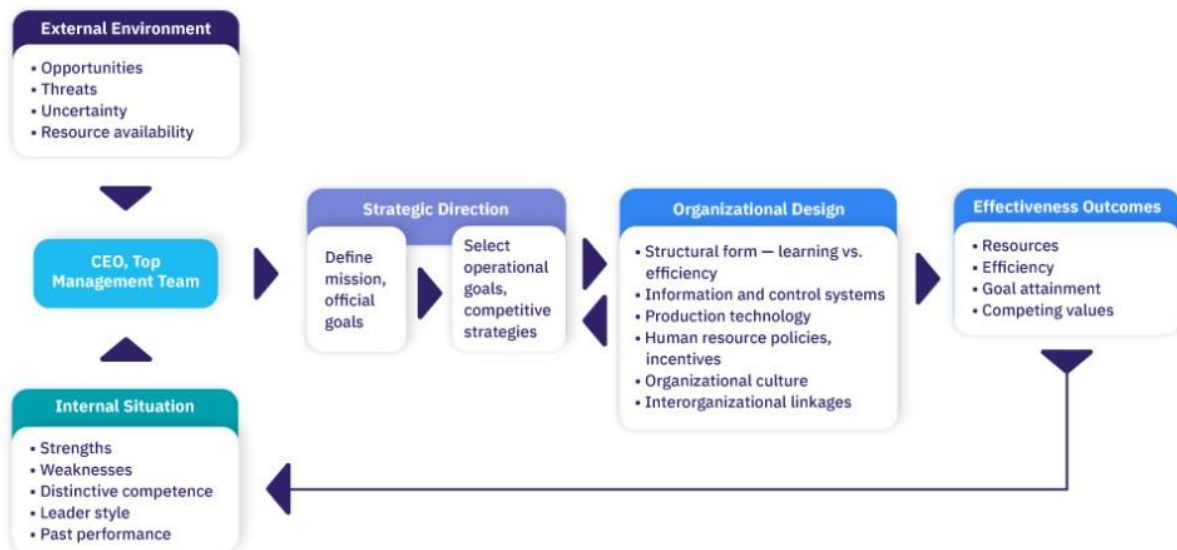 External Environment
• Opportunities
• Threats
• Uncertainty
• Resource availability
CEO, Top
Management Team
Internal Situation
• Strengths
• Weaknesses
• Distinctive competence
• Leader style
• Past performance
Strategic Direction
Define
mission,
official
goals
Select
operational
goals,
competitive
strategies
Organizational Design
• Structural form — learning vs.
efficiency
• Information and control systems
• Production technology
• Human resource policies,
incentives
• Organizational culture
• Interorganizational linkages
Effectiveness Outcomes
• Resources
• Efficiency
• Goal attainment
• Competing values